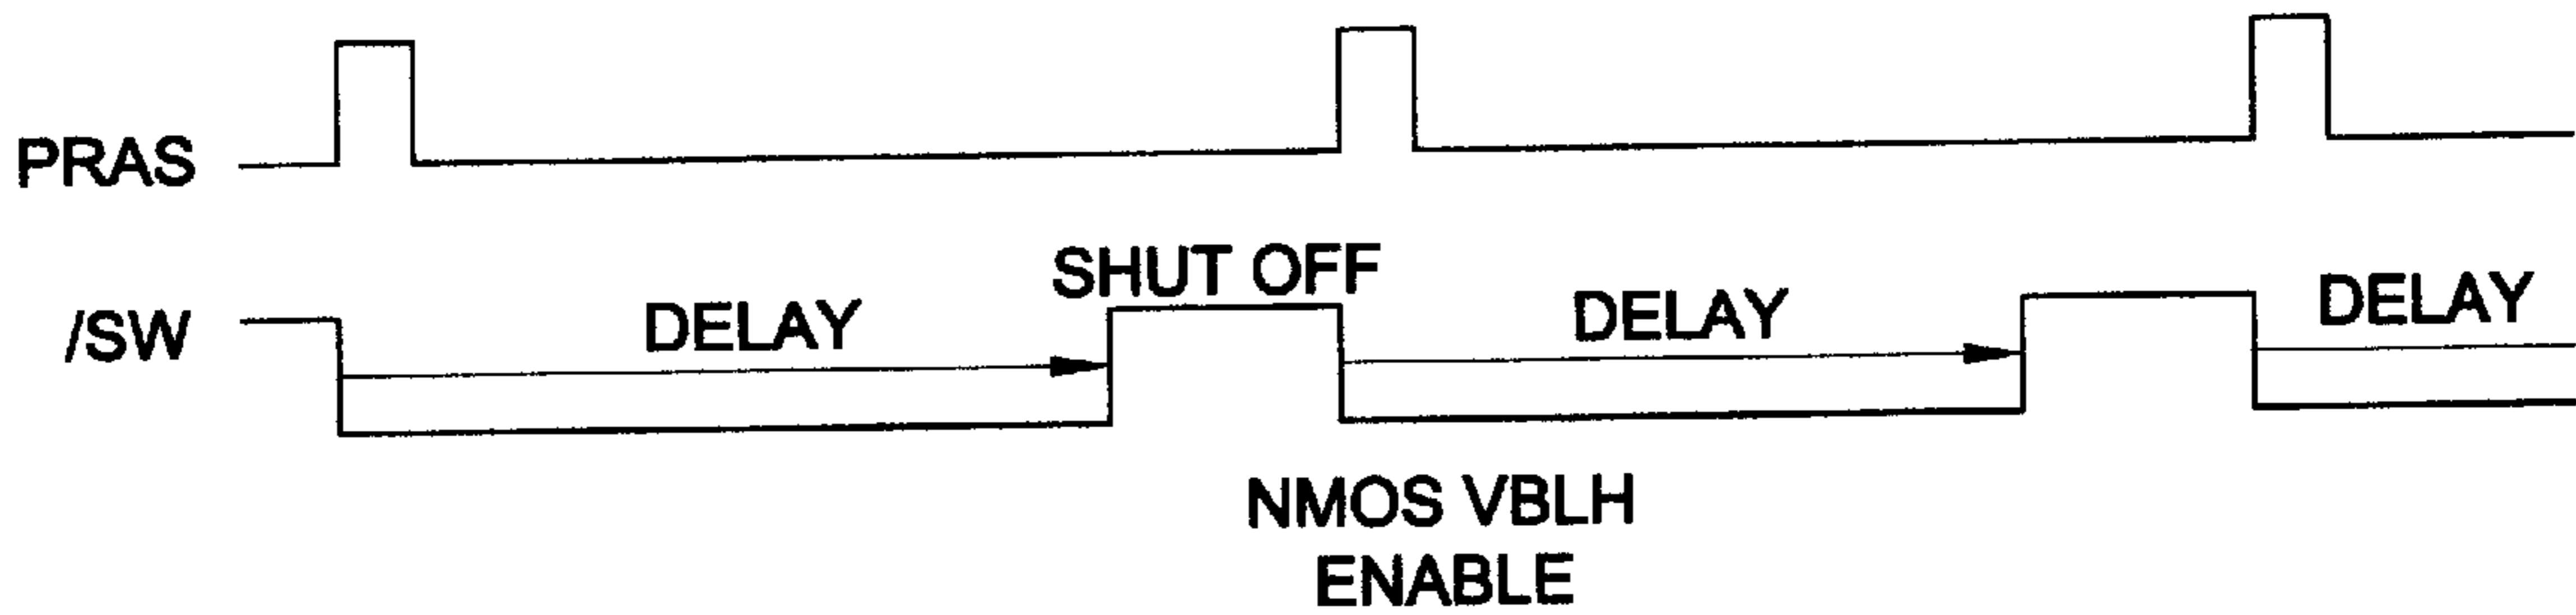 PRAS
SHUT OFF
/SW
DELAY
DELAY
DELAY
NMOS VBLH
ENABLE